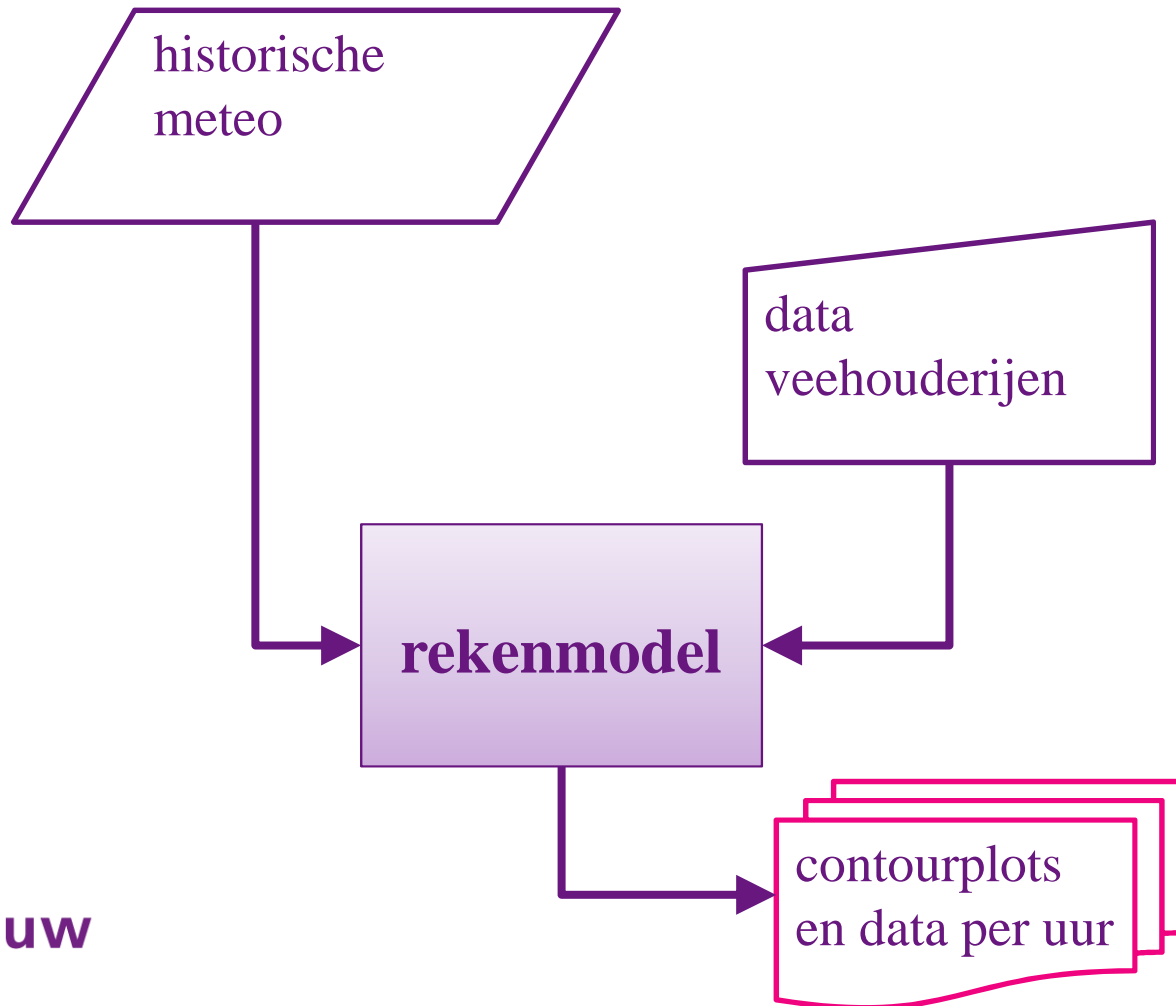 historische
meteo
data
veehouderijen
rekenmodel
contourplots
en data per uur
uw